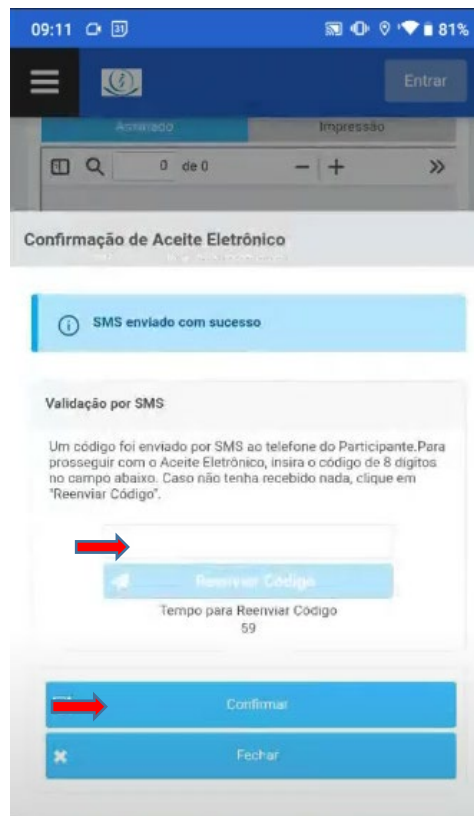 09:11 31 81%
Entrar
Assinado Impressão
0 de 0
Confirmação de Aceite Eletrônico
SMS enviado com sucesso
Validação por SMS
Um código foi enviado por SMS ao telefone do Participante.Para
prosseguir com o Aceite Eletrônico, insira o código de 8 dígitos
no campo abaixo. Caso não tenha recebido nada, clique em
"Reenviar Código".
Reenviar Código
Tempo para Reenviar Código
59
Confirmar
Fechar